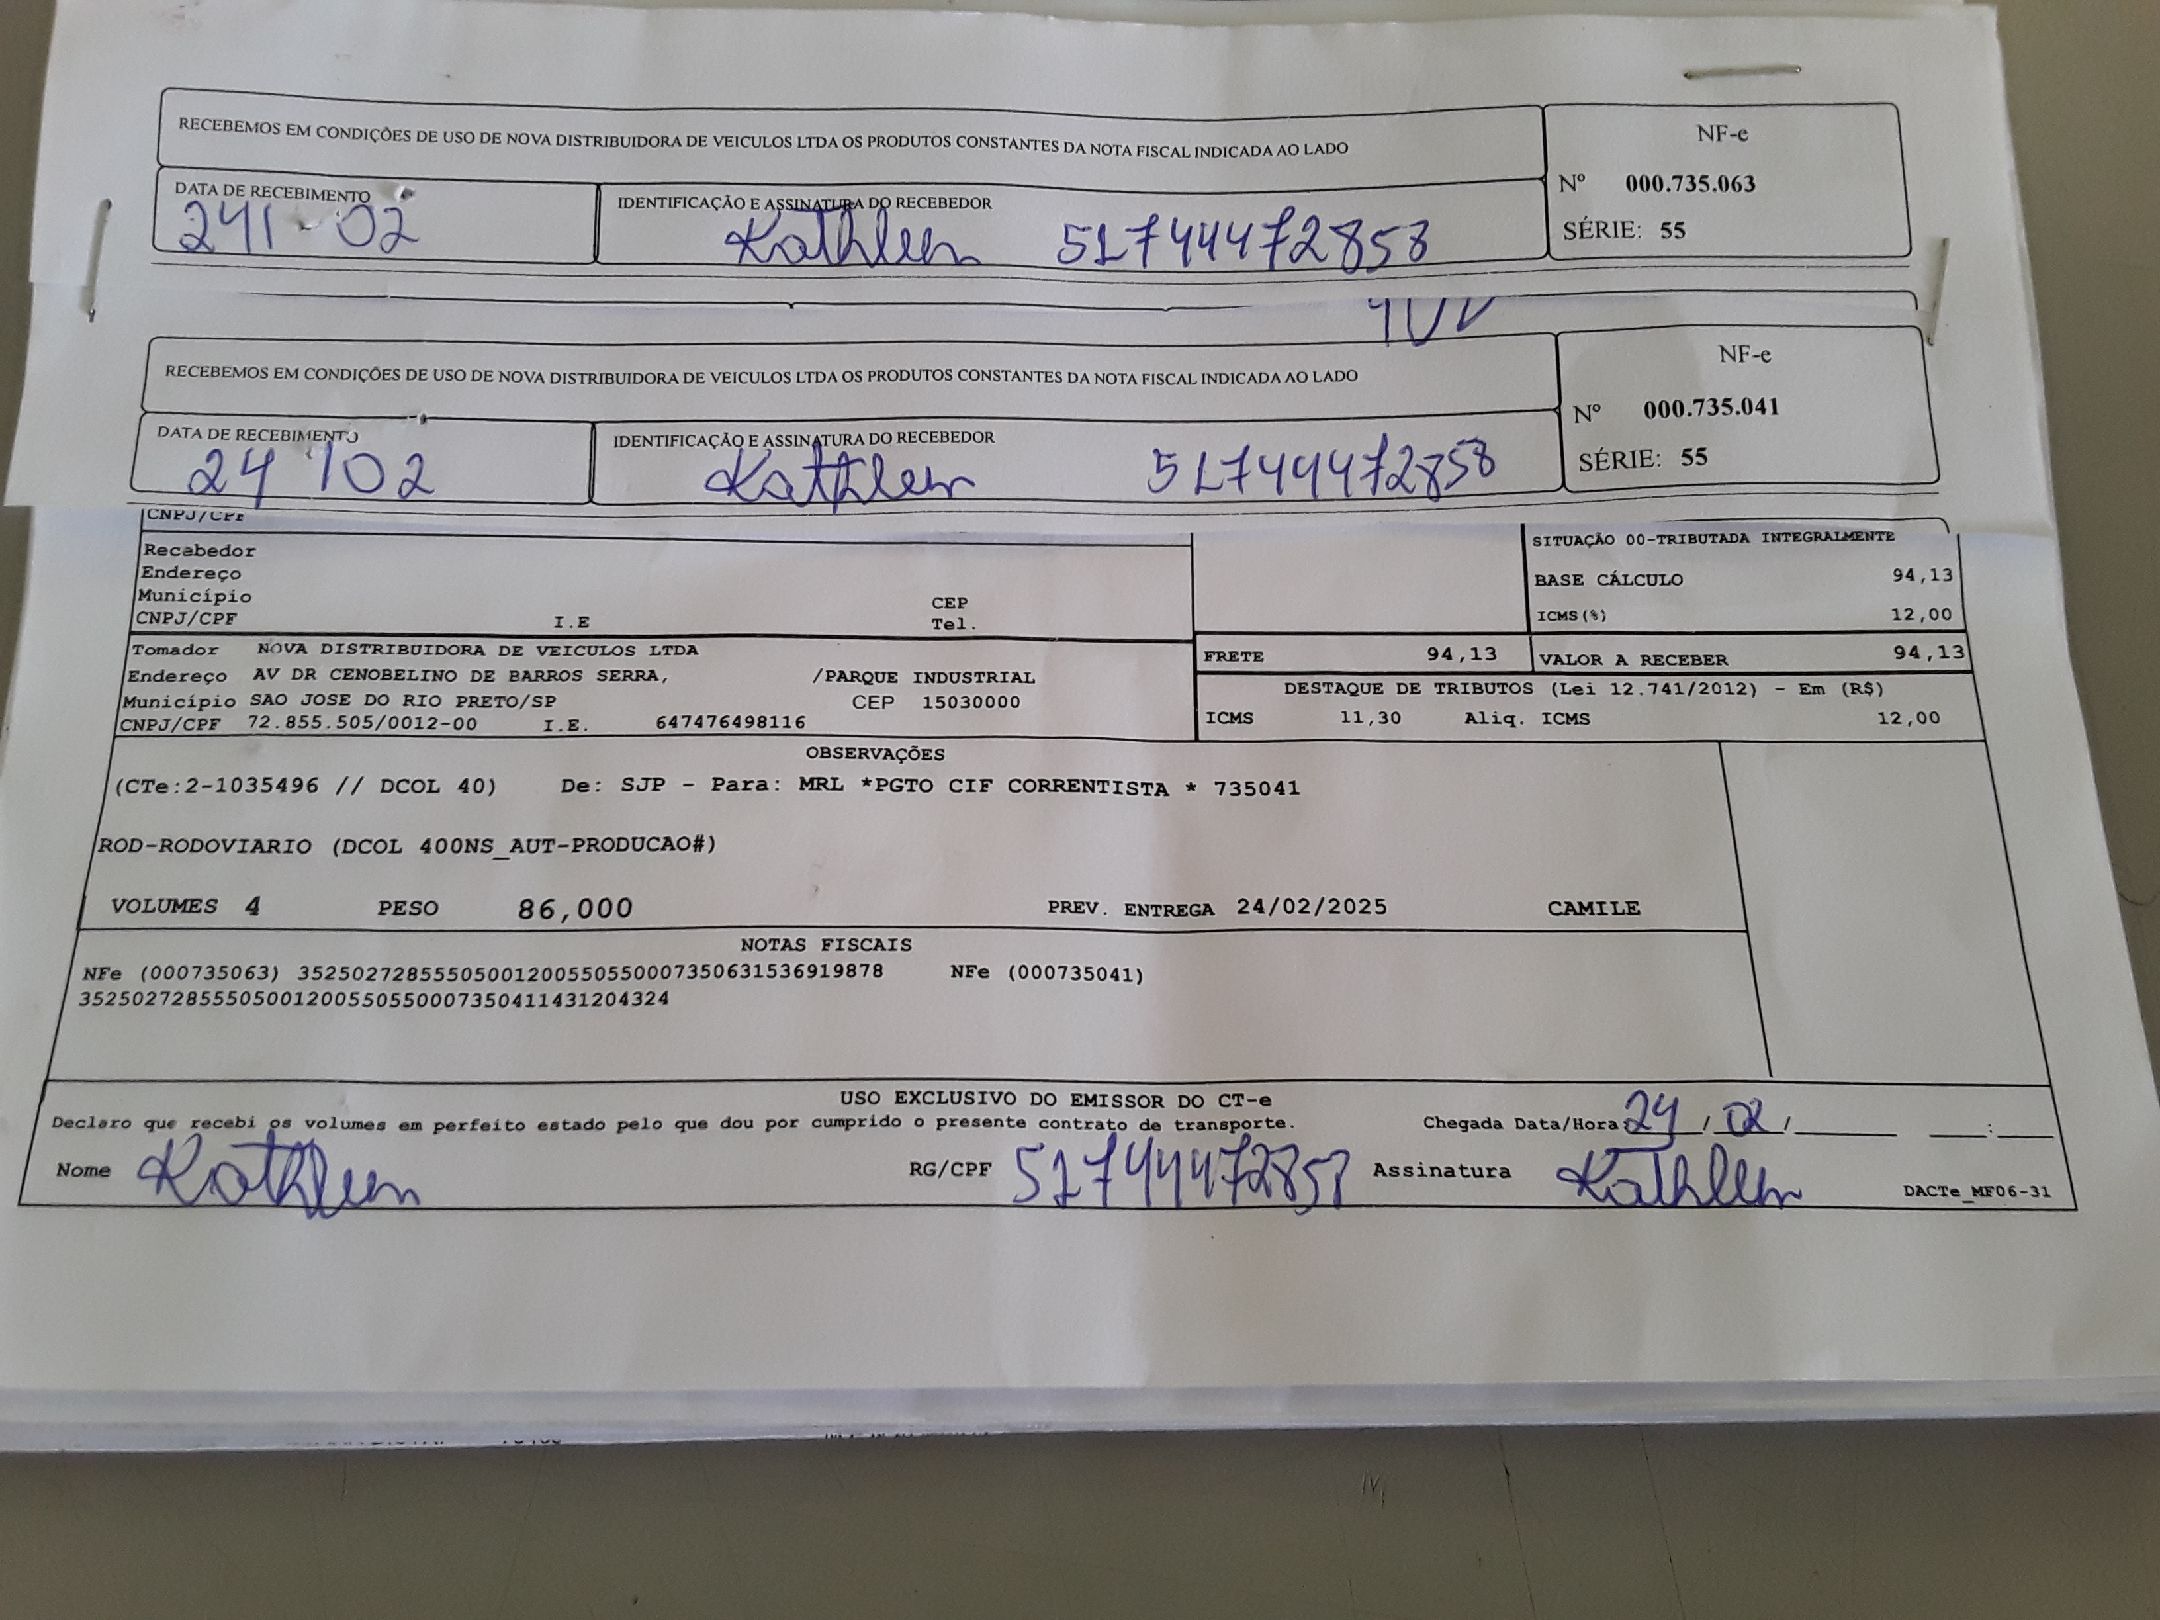 RECEBEMOS EM CONDIÇÕES DE USO DE NOVA DISTRIBUIDORA DE VEICULOS LTDA OS PRODUTOS CONSTANTES DA NOTA FISCAL INDICADA AO LADO
NF-e
Nº 000.735.063
SÉRIE: 55
DATA DE RECEBIMENTO
24/02
IDENTIFICAÇÃO E ASSINATURA DO RECEBEDOR
Kathleen 51744472858
RECEBEMOS EM CONDIÇÕES DE USO DE NOVA DISTRIBUIDORA DE VEICULOS LTDA OS PRODUTOS CONSTANTES DA NOTA FISCAL INDICADA AO LADO
NF-e
Nº 000.735.041
SÉRIE: 55
DATA DE RECEBIMENTO
24/02
IDENTIFICAÇÃO E ASSINATURA DO RECEBEDOR
Kathleen 51744472858
CNPJ/CPF
Recebedor
Endereço
Município CEP
CNPJ/CPF I.E Tel.
SITUAÇÃO 00-TRIBUTADA INTEGRALMENTE
BASE CÁLCULO 94,13
ICMS(%) 12,00
Tomador NOVA DISTRIBUIDORA DE VEICULOS LTDA
Endereço AV DR CENOBELINO DE BARROS SERRA, /PARQUE INDUSTRIAL
Município SAO JOSE DO RIO PRETO/SP CEP 15030000
CNPJ/CPF 72.855.505/0012-00 I.E. 647476498116
FRETE 94,13 VALOR A RECEBER 94,13
DESTAQUE DE TRIBUTOS (Lei 12.741/2012) - Em (R$)
ICMS 11,30 Aliq. ICMS 12,00
OBSERVAÇÕES
(CTe:2-1035496 // DCOL 40) De: SJP - Para: MRL *PGTO CIF CORRENTISTA * 735041
ROD-RODOVIARIO (DCOL 400NS_AUT-PRODUCAO#)
VOLUMES 4 PESO 86,000 PREV. ENTREGA 24/02/2025 CAMILE
NOTAS FISCAIS
NFe (000735063) 35250272855505001200550550007350631536919878 NFe (000735041)
35250272855505001200550550007350411431204324
USO EXCLUSIVO DO EMISSOR DO CT-e
Declaro que recebi os volumes em perfeito estado pelo que dou por cumprido o presente contrato de transporte. Chegada Data/Hora 24/02/ :
Nome Kathleen RG/CPF 51744472858 Assinatura Kathleen
DACTe_MF06-31